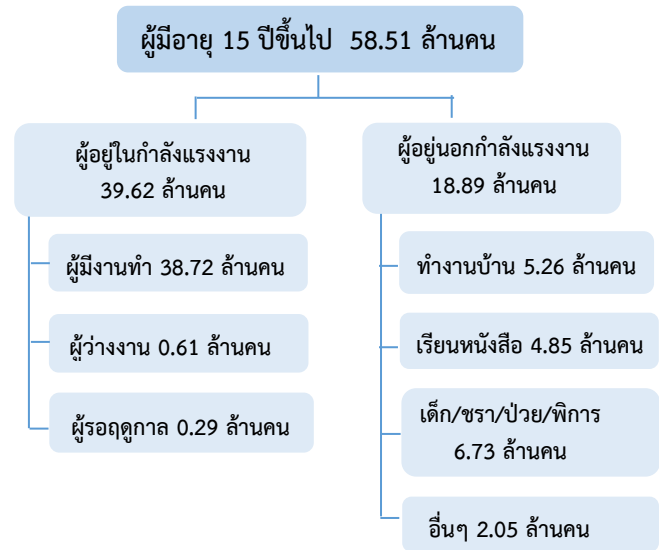 ผู้มีอายุ 15 ปีขึ้นไป 58.51 ล้านคน
ผู้อยู่ในกำลังแรงงาน
39.62 ล้านคน
ผู้มีงานทำ 38.72 ล้านคน
ผู้ว่างงาน 0.61 ล้านคน
ผู้รอฤดูกาล 0.29 ล้านคน
ผู้อยู่นอกกำลังแรงงาน
18.89 ล้านคน
ทำงานบ้าน 5.26 ล้านคน
เรียนหนังสือ 4.85 ล้านคน
เด็ก/ชรา/ป่วย/พิการ
6.73 ล้านคน
อื่นๆ 2.05 ล้านคน